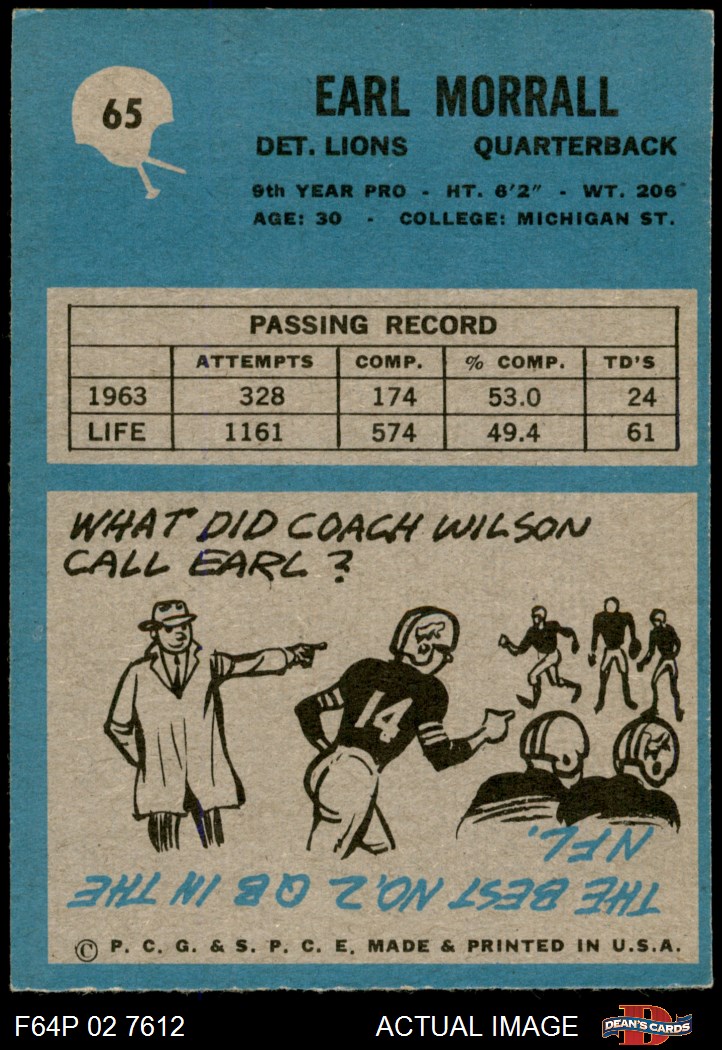 65
EARL MORRALL
DET. LIONS QUARTERBACK
9th YEAR PRO - HT. 6'2" - WT. 206
AGE: 30 - COLLEGE: MICHIGAN ST.
PASSING RECORD
ATTEMPTS COMP. % COMP. TD'S
1963 328 174 53.0 24
LIFE 1161 574 49.4 61
WHAT DID COACH WILSON
CALL EARL?
14
THE BEST NO. 2 QB IN THE
NFL.
© P. C. G. & S. P. C. E. MADE & PRINTED IN U.S.A.
F64P 02 7612 ACTUAL IMAGE D DEAN'S CARDS